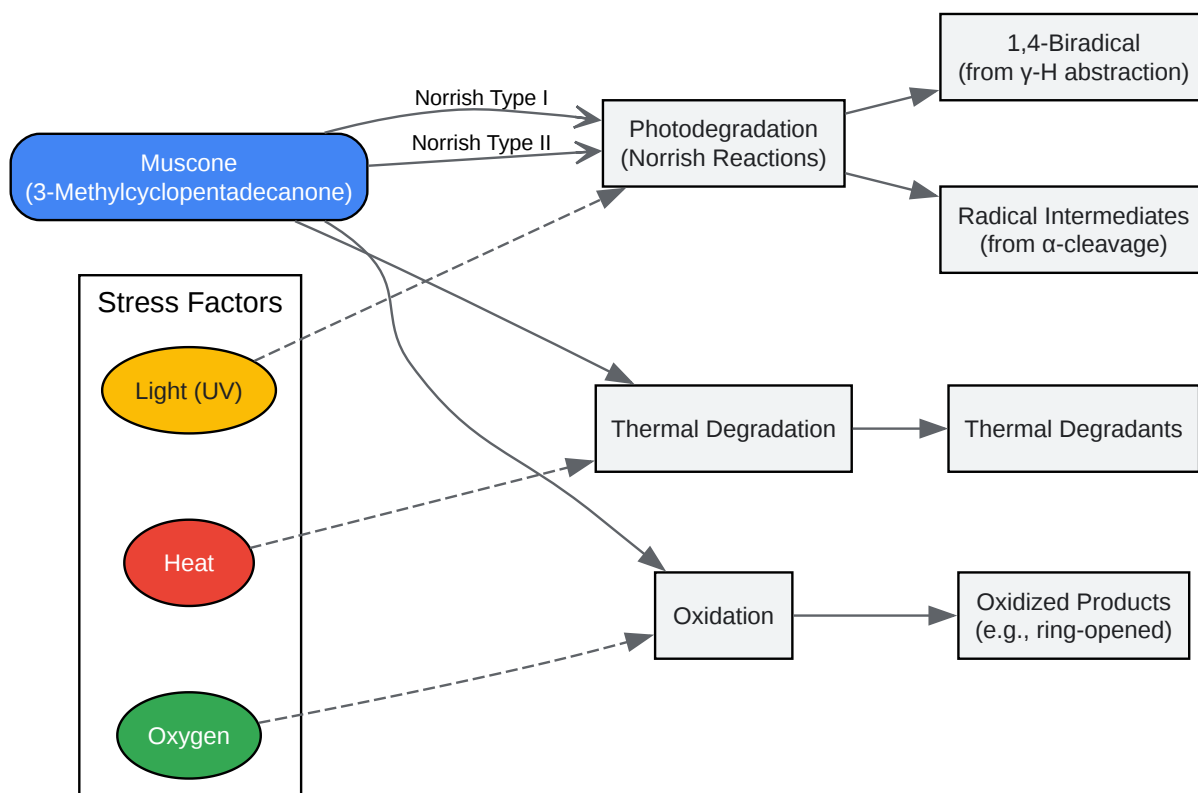 1,4-Biradical
(from γ-H abstraction)
Norrish Type I
Photodegradation
(Norrish Reactions)
Norrish Type II
Muscone
(3-Methylcyclopentadecanone)
Radical Intermediates
(from α-cleavage)
Stress Factors
Light (UV)
Thermal Degradation
Thermal Degradants
Heat
Oxidation
Oxidized Products
(e.g., ring-opened)
Oxygen